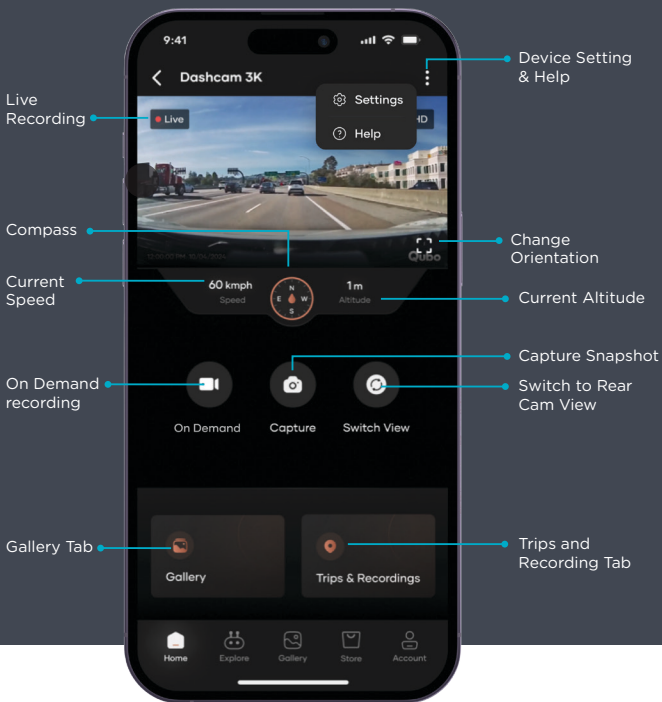 9:41
Dashcam 3K
Device Setting
& Help
Settings
Help
Live
Recording
Live
HD
Compass
Qubo
Change
Orientation
Current
Speed
60 kmph
Speed
N
E
W
S
1 m
Altitude
Current Altitude
Capture Snapshot
On Demand
recording
Switch to Rear
Cam View
On Demand
Capture
Switch View
Gallery Tab
Trips and
Recording Tab
Gallery
Trips & Recordings
Home
Explore
Gallery
Store
Account